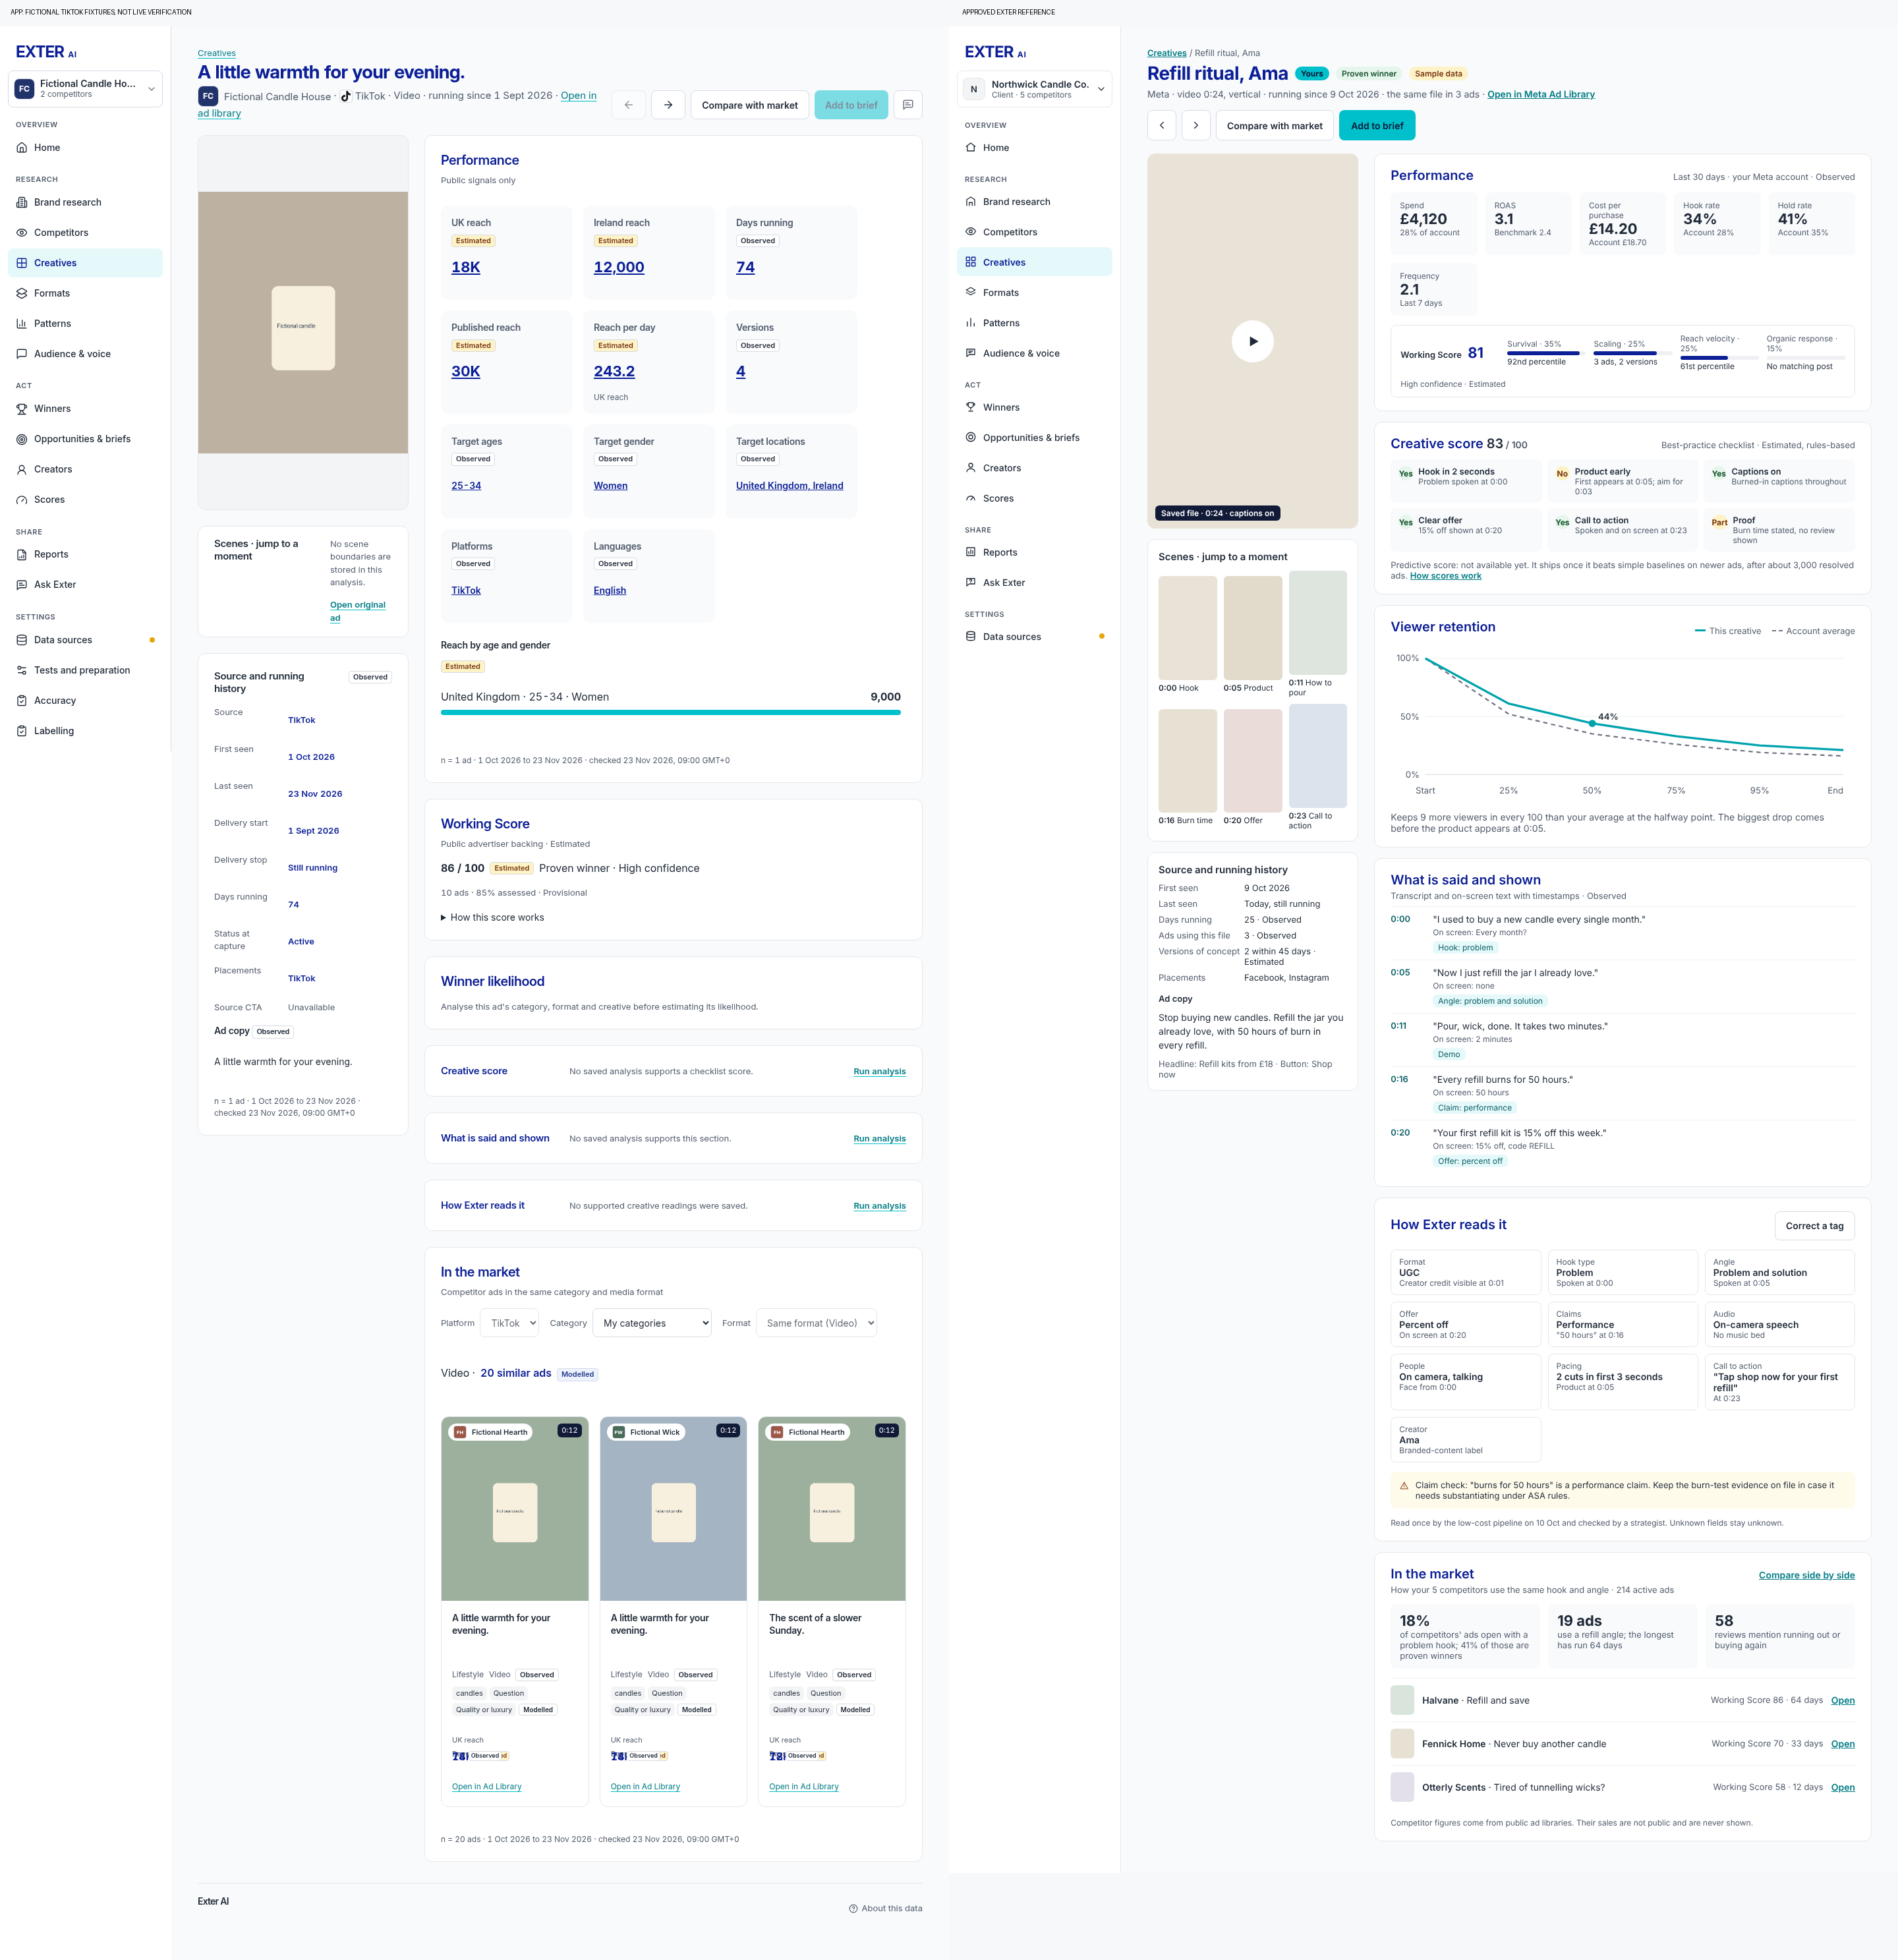 APP: FICTIONAL TIKTOK FIXTURES, NOT LIVE VERIFICATION
EXTER AI
FC
Fictional Candle Ho...
2 competitors
OVERVIEW
Home
RESEARCH
Brand research
Competitors
Creatives
Formats
Patterns
Audience & voice
ACT
Winners
Opportunities & briefs
Creators
Scores
SHARE
Reports
Ask Exter
SETTINGS
Data sources
Tests and preparation
Accuracy
Labelling
Creatives
A little warmth for your evening.
FC Fictional Candle House · TikTok · Video · running since 1 Sept 2026 · Open in
ad library
Compare with market
Add to brief
Fictional candle
Scenes · jump to a
moment
No scene
boundaries are
stored in this
analysis.
Open original
ad
Source and running
history
Observed
Source
TikTok
First seen
1 Oct 2026
Last seen
23 Nov 2026
Delivery start
1 Sept 2026
Delivery stop
Still running
Days running
74
Status at
capture
Active
Placements
TikTok
Source CTA
Unavailable
Ad copy Observed
A little warmth for your evening.
n = 1 ad · 1 Oct 2026 to 23 Nov 2026 ·
checked 23 Nov 2026, 09:00 GMT+0
Performance
Public signals only
UK reach
Estimated
18K
Ireland reach
Estimated
12,000
Days running
Observed
74
Published reach
Estimated
30K
Reach per day
Estimated
243.2
UK reach
Versions
Observed
4
Target ages
Observed
25-34
Target gender
Observed
Women
Target locations
Observed
United Kingdom, Ireland
Platforms
Observed
TikTok
Languages
Observed
English
Reach by age and gender
Estimated
United Kingdom · 25-34 · Women
9,000
n = 1 ad · 1 Oct 2026 to 23 Nov 2026 · checked 23 Nov 2026, 09:00 GMT+0
Working Score
Public advertiser backing · Estimated
86 / 100 Estimated Proven winner · High confidence
10 ads · 85% assessed · Provisional
How this score works
Winner likelihood
Analyse this ad's category, format and creative before estimating its likelihood.
Creative score
No saved analysis supports a checklist score.
Run analysis
What is said and shown
No saved analysis supports this section.
Run analysis
How Exter reads it
No supported creative readings were saved.
Run analysis
In the market
Competitor ads in the same category and media format
Platform TikTok Category My categories Format Same format (Video)
Video · 20 similar ads Modelled
FH Fictional Hearth 0:12
Fictional candle
A little warmth for your
evening.
Lifestyle Video Observed
candles Question
Quality or luxury Modelled
UK reach
Observed
Open in Ad Library
FW Fictional Wick 0:12
Fictional candle
A little warmth for your
evening.
Lifestyle Video Observed
candles Question
Quality or luxury Modelled
UK reach
Observed
Open in Ad Library
FH Fictional Hearth 0:12
Fictional candle
The scent of a slower
Sunday.
Lifestyle Video Observed
candles Question
Quality or luxury Modelled
UK reach
Observed
Open in Ad Library
n = 20 ads · 1 Oct 2026 to 23 Nov 2026 · checked 23 Nov 2026, 09:00 GMT+0
Exter AI
About this data
APPROVED EXTER REFERENCE
EXTER AI
N
Northwick Candle Co.
Client · 5 competitors
OVERVIEW
Home
RESEARCH
Brand research
Competitors
Creatives
Formats
Patterns
Audience & voice
ACT
Winners
Opportunities & briefs
Creators
Scores
SHARE
Reports
Ask Exter
SETTINGS
Data sources
Creatives / Refill ritual, Ama
Refill ritual, Ama Yours Proven winner Sample data
Meta · video 0:24, vertical · running since 9 Oct 2026 · the same file in 3 ads · Open in Meta Ad Library
Compare with market
Add to brief
Saved file · 0:24 · captions on
Scenes · jump to a moment
0:00 Hook
0:05 Product
0:11 How to
pour
0:16 Burn time
0:20 Offer
0:23 Call to
action
Source and running history
First seen 9 Oct 2026
Last seen Today, still running
Days running 25 · Observed
Ads using this file 3 · Observed
Versions of concept 2 within 45 days ·
Estimated
Placements Facebook, Instagram
Ad copy
Stop buying new candles. Refill the jar you
already love, with 50 hours of burn in
every refill.
Headline: Refill kits from £18 · Button: Shop
now
Performance
Last 30 days · your Meta account · Observed
Spend
£4,120
28% of account
ROAS
3.1
Benchmark 2.4
Cost per
purchase
£14.20
Account £18.70
Hook rate
34%
Account 28%
Hold rate
41%
Account 35%
Frequency
2.1
Last 7 days
Working Score 81
Survival · 35%
92nd percentile
Scaling · 25%
3 ads, 2 versions
Reach velocity ·
25%
61st percentile
Organic response ·
15%
No matching post
High confidence · Estimated
Creative score 83 / 100
Best-practice checklist · Estimated, rules-based
Yes Hook in 2 seconds
Problem spoken at 0:00
No Product early
First appears at 0:05; aim for
0:03
Yes Captions on
Burned-in captions throughout
Yes Clear offer
15% off shown at 0:20
Yes Call to action
Spoken and on screen at 0:23
Part Proof
Burn time stated, no review
shown
Predictive score: not available yet. It ships once it beats simple baselines on newer ads, after about 3,000 resolved
ads. How scores work
Viewer retention
This creative
Account average
100%
50%
0%
44%
Start
25%
50%
75%
95%
End
Keeps 9 more viewers in every 100 than your average at the halfway point. The biggest drop comes
before the product appears at 0:05.
What is said and shown
Transcript and on-screen text with timestamps · Observed
0:00 "I used to buy a new candle every single month."
On screen: Every month?
Hook: problem
0:05 "Now I just refill the jar I already love."
On screen: none
Angle: problem and solution
0:11 "Pour, wick, done. It takes two minutes."
On screen: 2 minutes
Demo
0:16 "Every refill burns for 50 hours."
On screen: 50 hours
Claim: performance
0:20 "Your first refill kit is 15% off this week."
On screen: 15% off, code REFILL
Offer: percent off
How Exter reads it
Correct a tag
Format
UGC
Creator credit visible at 0:01
Hook type
Problem
Spoken at 0:00
Angle
Problem and solution
Spoken at 0:05
Offer
Percent off
On screen at 0:20
Claims
Performance
"50 hours" at 0:16
Audio
On-camera speech
No music bed
People
On camera, talking
Face from 0:00
Pacing
2 cuts in first 3 seconds
Product at 0:05
Call to action
"Tap shop now for your first
refill"
At 0:23
Creator
Ama
Branded-content label
Claim check: "burns for 50 hours" is a performance claim. Keep the burn-test evidence on file in case it
needs substantiating under ASA rules.
Read once by the low-cost pipeline on 10 Oct and checked by a strategist. Unknown fields stay unknown.
In the market
Compare side by side
How your 5 competitors use the same hook and angle · 214 active ads
18%
of competitors' ads open with a
problem hook; 41% of those are
proven winners
19 ads
use a refill angle; the longest
has run 64 days
58
reviews mention running out or
buying again
Halvane · Refill and save
Working Score 86 · 64 days Open
Fennick Home · Never buy another candle
Working Score 70 · 33 days Open
Otterly Scents · Tired of tunnelling wicks?
Working Score 58 · 12 days Open
Competitor figures come from public ad libraries. Their sales are not public and are never shown.